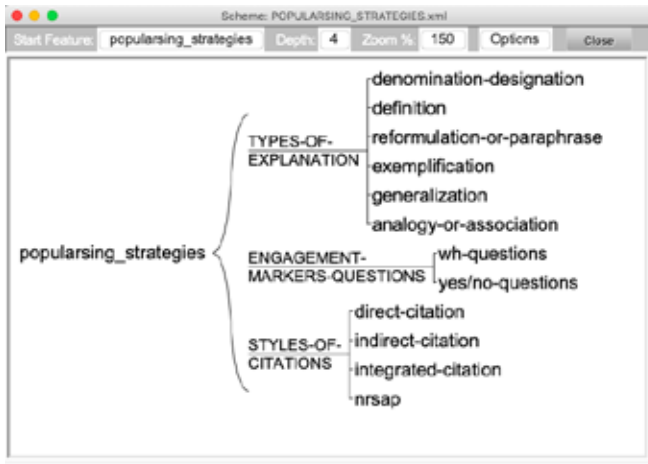 Scheme: POPULARSING_STRATEGIES.xml
Start Feature: popularsing_strategies Depth: 4 Zoom %: 150 Options Close
denomination-designation
definition
TYPES-OF-
EXPLANATION
reformulation-or-paraphrase
exemplification
generalization
analogy-or-association
popularsing_strategies
ENGAGEMENT-
MARKERS-QUESTIONS
wh-questions
yes/no-questions
direct-citation
STYLES-OF-
CITATIONS
indirect-citation
integrated-citation
nrsap